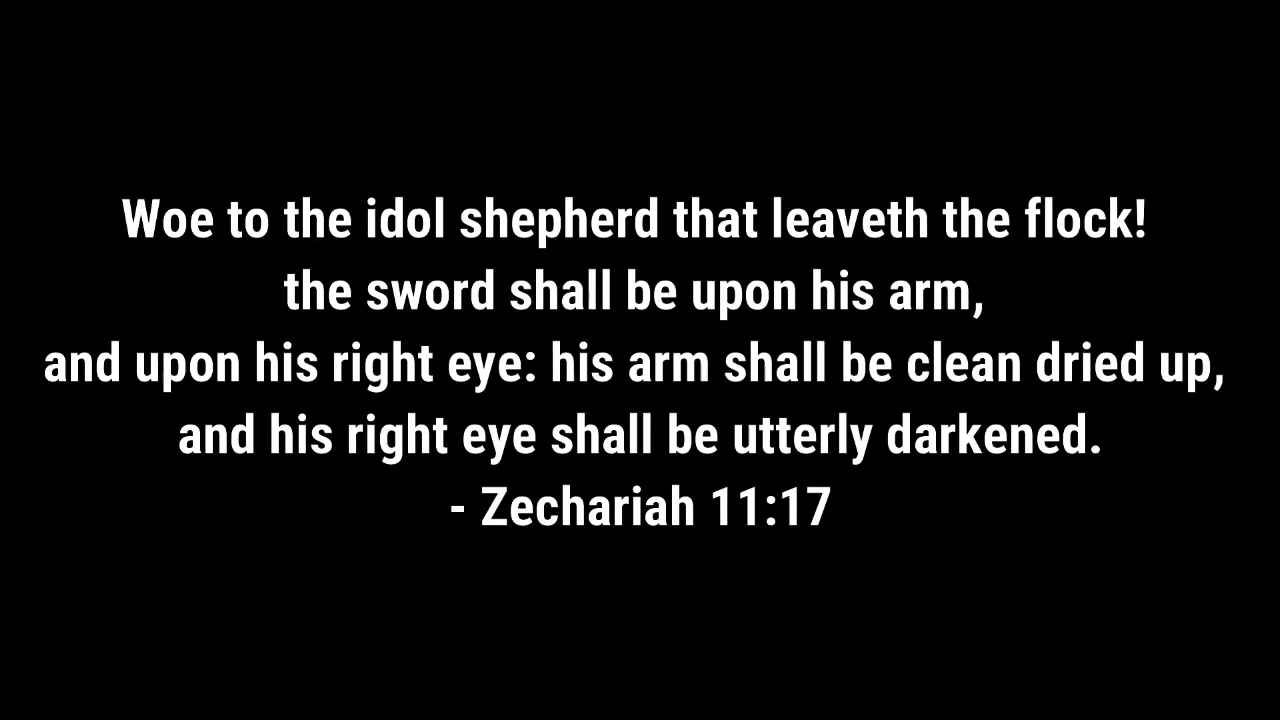 Woe to the idol shepherd that leaveth the flock!
the sword shall be upon his arm,
and upon his right eye: his arm shall be clean dried up,
and his right eye shall be utterly darkened.
- Zechariah 11:17